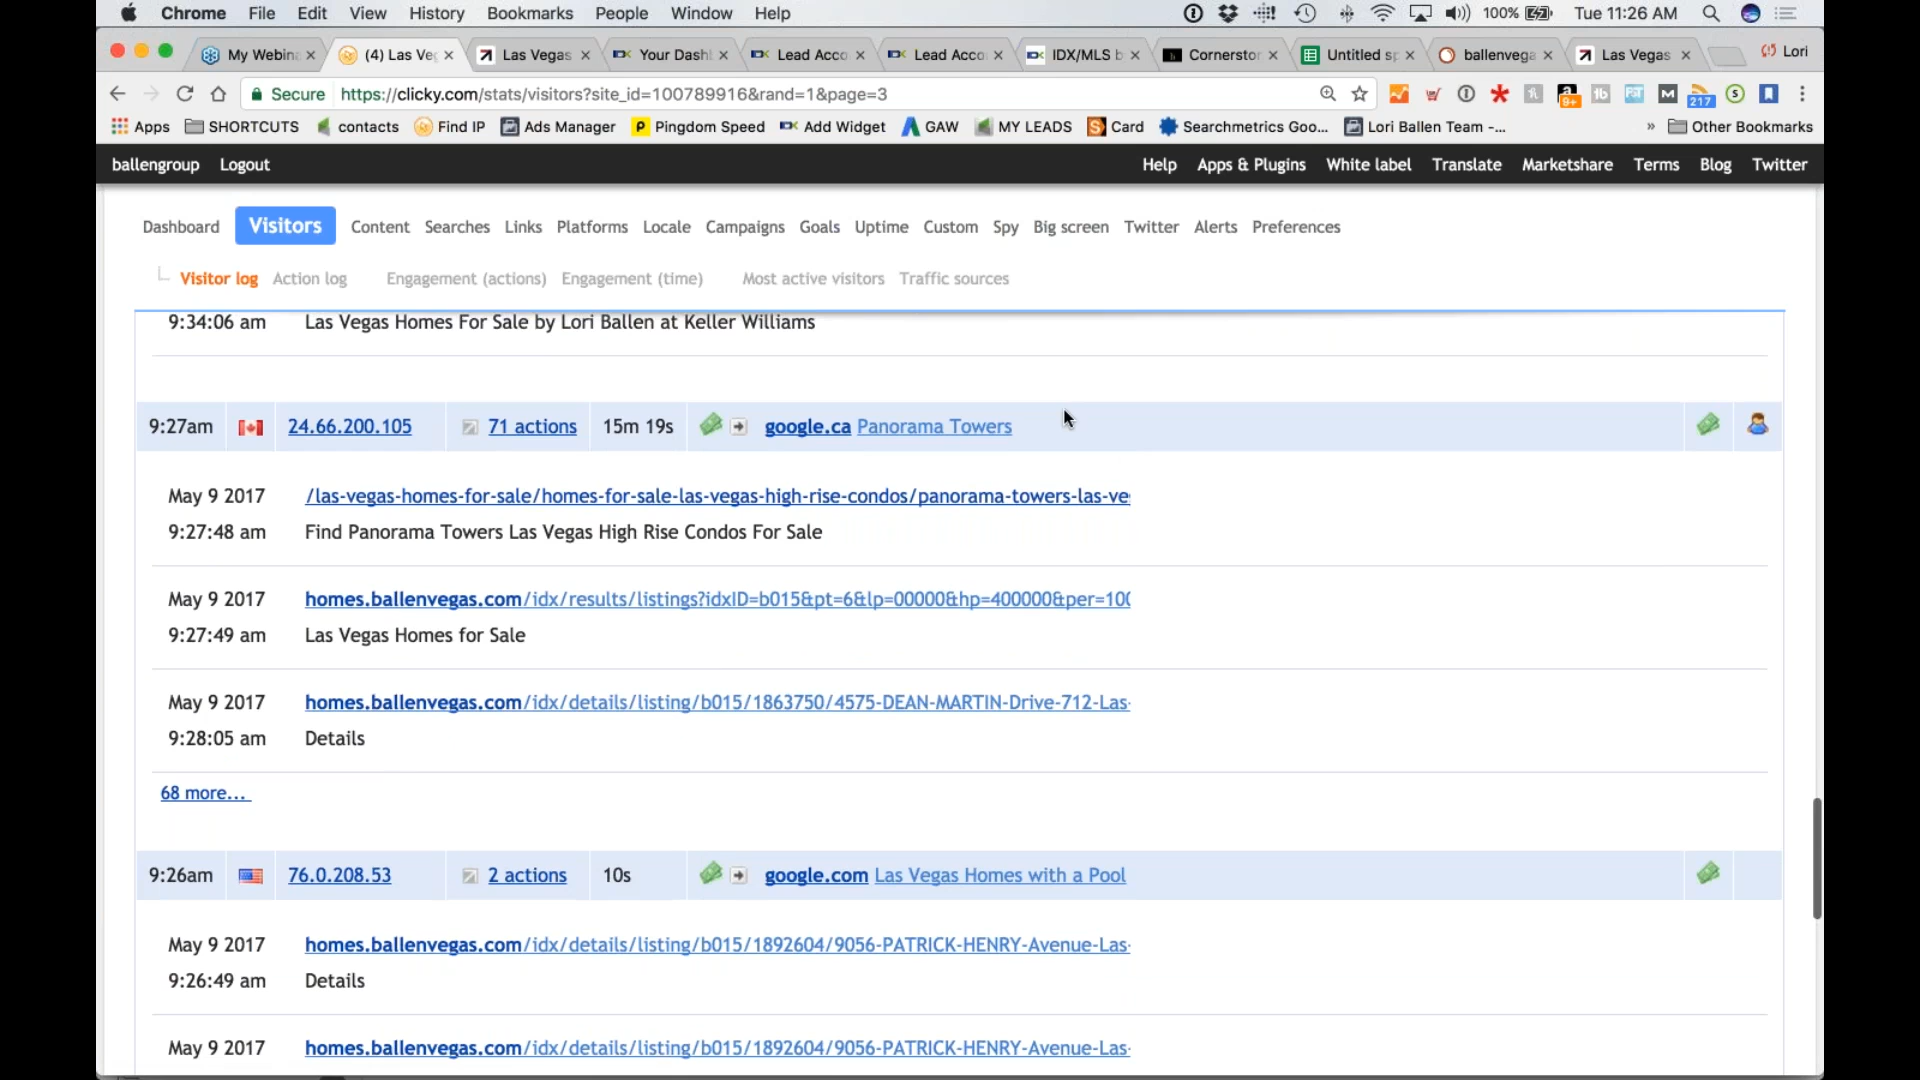 Chrome File Edit View History Bookmarks People Window Help 100% Tue 11:26 AM
My Webina (4) Las Ve Las Vegas Your Dash Lead Acco Lead Acco IDX/MLS b Cornerstor Untitled sp ballenvega Las Vegas Lori
Secure https://clicky.com/stats/visitors?site_id=100789916&rand=1&page=3
Apps SHORTCUTS contacts Find IP Ads Manager Pingdom Speed Add Widget GAW MY LEADS Card Searchmetrics Goo... Lori Ballen Team -... » Other Bookmarks
ballengroup Logout Help Apps & Plugins White label Translate Marketshare Terms Blog Twitter
Dashboard Visitors Content Searches Links Platforms Locale Campaigns Goals Uptime Custom Spy Big screen Twitter Alerts Preferences
Visitor log Action log Engagement (actions) Engagement (time) Most active visitors Traffic sources
9:34:06 am Las Vegas Homes For Sale by Lori Ballen at Keller Williams
9:27am 24.66.200.105 71 actions 15m 19s google.ca Panorama Towers
May 9 2017 /las-vegas-homes-for-sale/homes-for-sale-las-vegas-high-rise-condos/panorama-towers-las-ve
9:27:48 am Find Panorama Towers Las Vegas High Rise Condos For Sale
May 9 2017 homes.ballenvegas.com/idx/results/listings?idxID=b015&pt=6&lp=00000&hp=400000&per=100
9:27:49 am Las Vegas Homes for Sale
May 9 2017 homes.ballenvegas.com/idx/details/listing/b015/1863750/4575-DEAN-MARTIN-Drive-712-Las-
9:28:05 am Details
68 more...
9:26am 76.0.208.53 2 actions 10s google.com Las Vegas Homes with a Pool
May 9 2017 homes.ballenvegas.com/idx/details/listing/b015/1892604/9056-PATRICK-HENRY-Avenue-Las-
9:26:49 am Details
May 9 2017 homes.ballenvegas.com/idx/details/listing/b015/1892604/9056-PATRICK-HENRY-Avenue-Las-